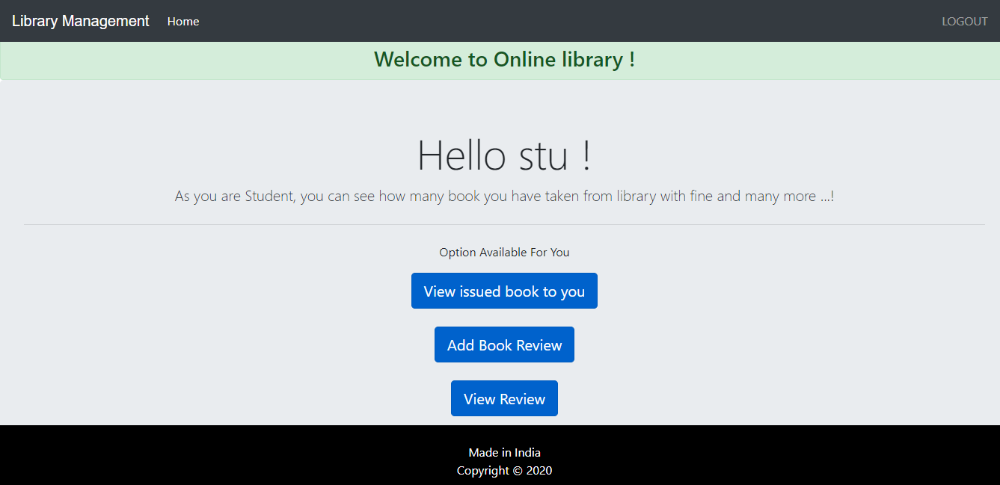 Library Management Home LOGOUT
Welcome to Online library !
Hello stu !
As you are Student, you can see how many book you have taken from library with fine and many more ...!
Option Available For You
View issued book to you
Add Book Review
View Review
Made in India
Copyright © 2020